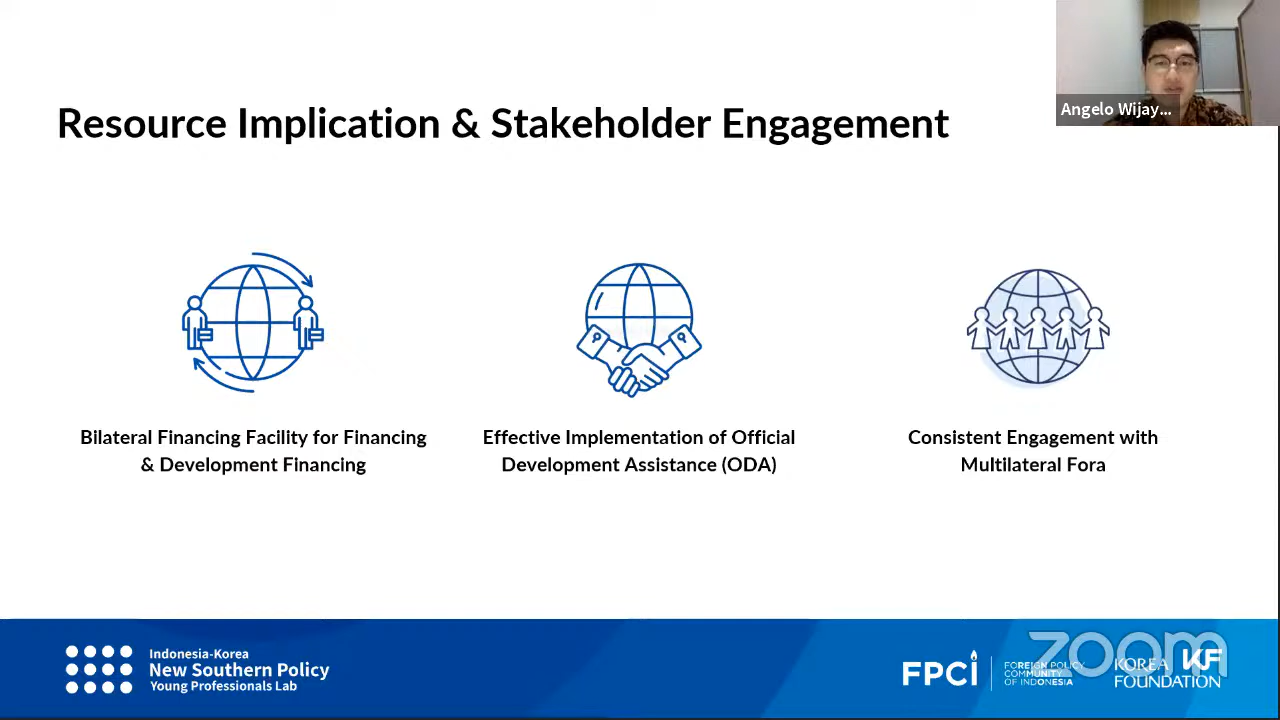 Resource Implication & Stakeholder Engagement
Angelo Wijay...
Bilateral Financing Facility for Financing
& Development Financing
Effective Implementation of Official
Development Assistance (ODA)
Consistent Engagement with
Multilateral Fora
Indonesia-Korea
New Southern Policy
Young Professionals Lab
FPCi
FOREIGN POLICY
COMMUNITY
OF INDONESIA
KOREA KF
FOUNDATION
zoom